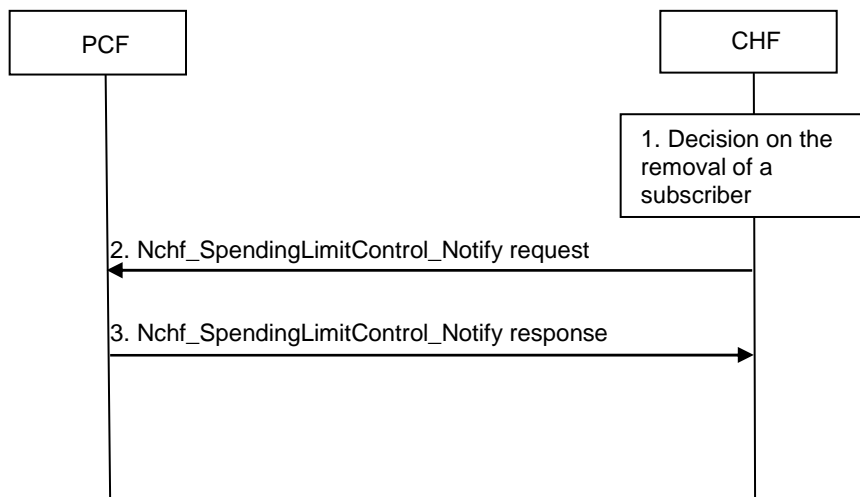 PCF
CHF
1. Decision on the
removal of a
subscriber
2. Nchf_SpendingLimitControl_Notify request
3. Nchf_SpendingLimitControl_Notify response